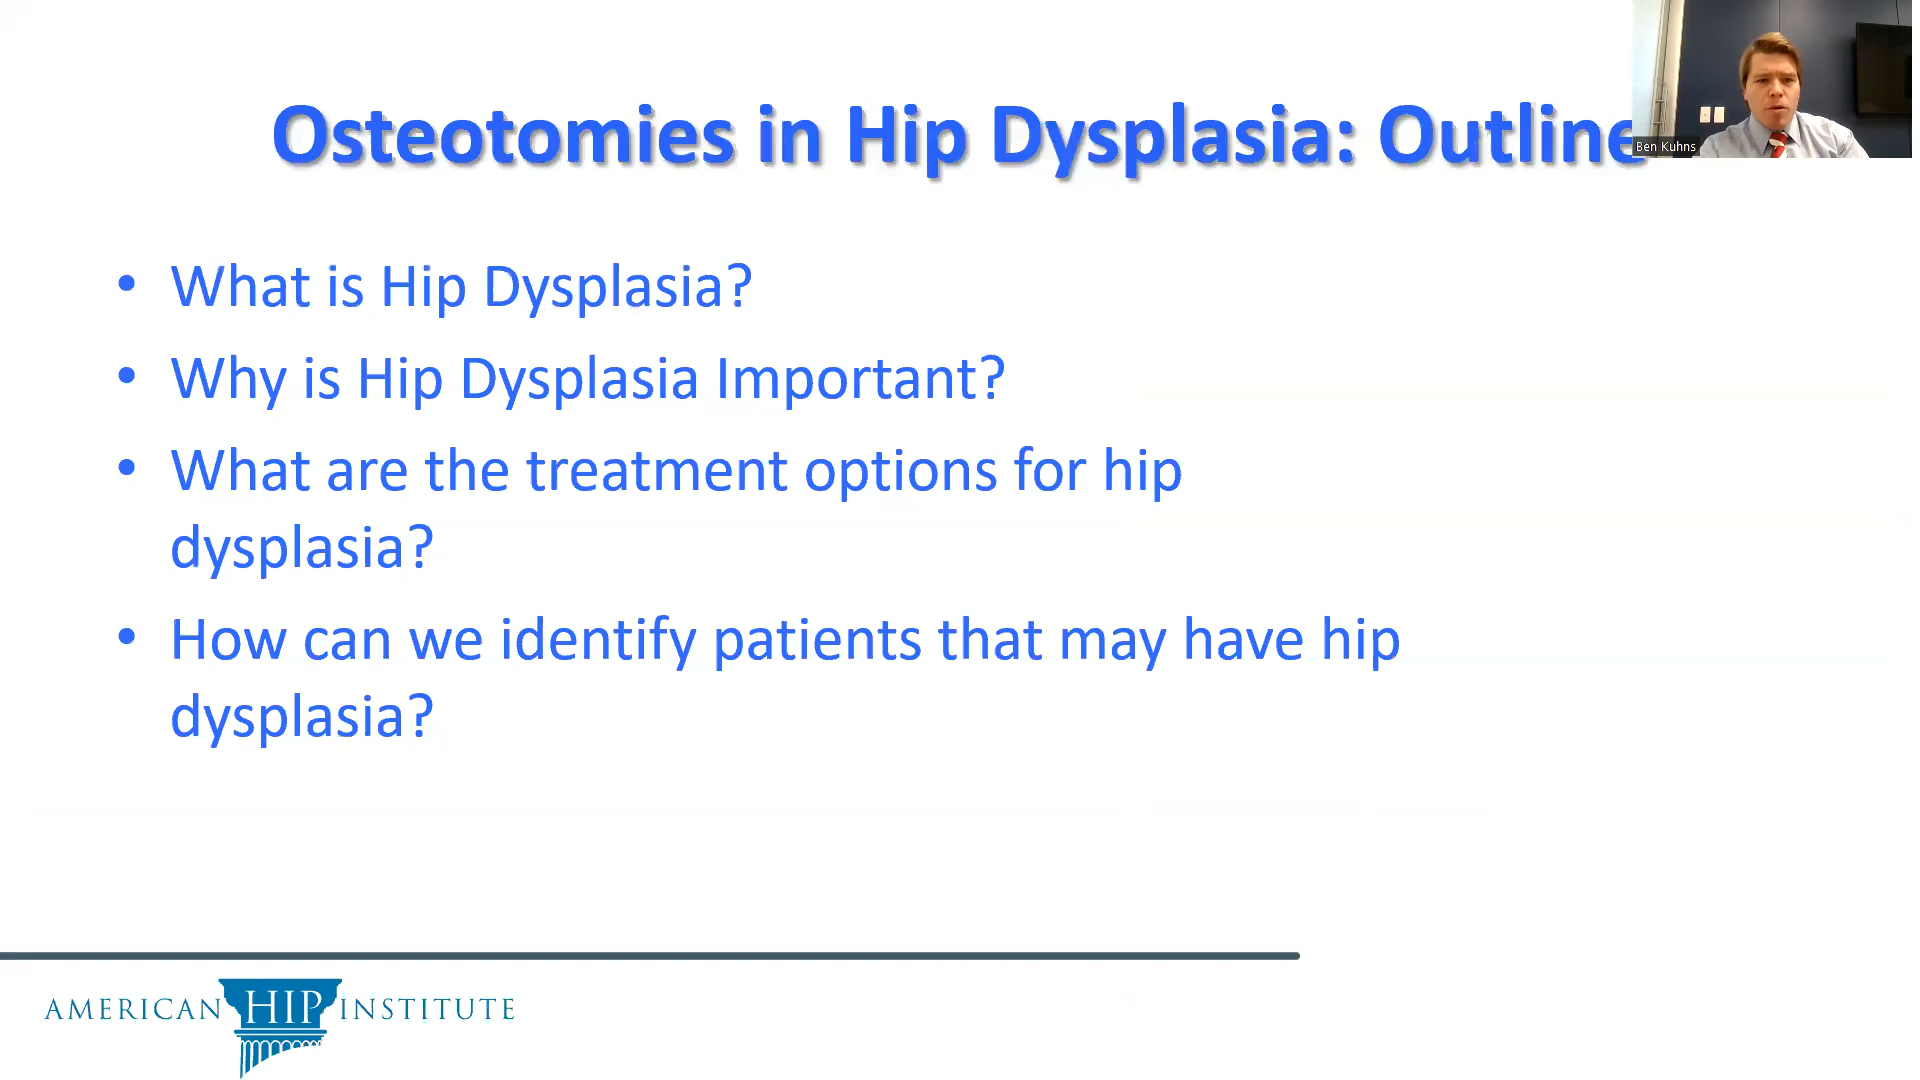 Osteotomies in Hip Dysplasia: Outline
Ben Kuhns
• What is Hip Dysplasia?
• Why is Hip Dysplasia Important?
• What are the treatment options for hip
dysplasia?
• How can we identify patients that may have hip
dysplasia?
AMERICAN HIP INSTITUTE